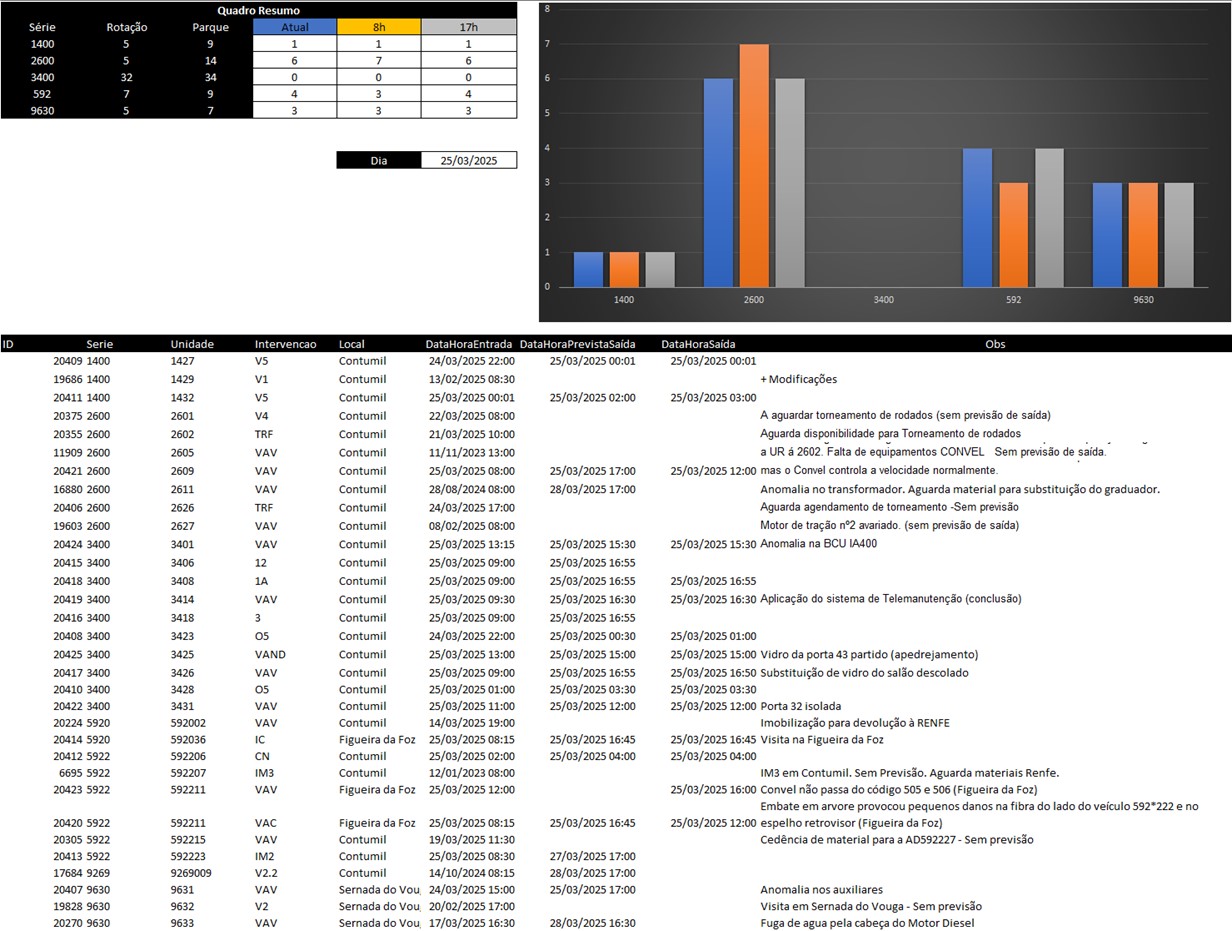 Quadro Resumo
Série Rotação Parque Atual 8h 17h
1400 5 9 1 1 1
2600 5 14 6 7 6
3400 32 34 0 0 0
592 7 9 4 3 4
9630 5 7 3 3 3
Dia 25/03/2025
8
7
6
5
4
3
2
1
0
1400 2600 3400 592 9630
ID Serie Unidade Intervencao Local DataHoraEntrada DataHoraPrevistaSaída DataHoraSaída Obs
20409 1400 1427 V5 Contumil 24/03/2025 22:00 25/03/2025 00:01 25/03/2025 00:01
19686 1400 1429 V1 Contumil 13/02/2025 08:30 + Modificações
20411 1400 1432 V5 Contumil 25/03/2025 00:01 25/03/2025 02:00 25/03/2025 03:00
20375 2600 2601 V4 Contumil 22/03/2025 08:00 A aguardar torneamento de rodados (sem previsão de saída)
20355 2600 2602 TRF Contumil 21/03/2025 10:00 Aguarda disponibilidade para Torneamento de rodados
11909 2600 2605 VAV Contumil 11/11/2023 13:00 a UR á 2602. Falta de equipamentos CONVEL Sem previsão de saída.
20421 2600 2609 VAV Contumil 25/03/2025 08:00 25/03/2025 17:00 25/03/2025 12:00 mas o Convel controla a velocidade normalmente.
16880 2600 2611 VAV Contumil 28/08/2024 08:00 28/03/2025 17:00 Anomalia no transformador. Aguarda material para substituição do graduador.
20406 2600 2626 TRF Contumil 24/03/2025 17:00 Aguarda agendamento de torneamento -Sem previsão
19603 2600 2627 VAV Contumil 08/02/2025 08:00 Motor de tração nº2 avariado. (sem previsão de saída)
20424 3400 3401 VAV Contumil 25/03/2025 13:15 25/03/2025 15:30 25/03/2025 15:30 Anomalia na BCU IA400
20415 3400 3406 12 Contumil 25/03/2025 09:00 25/03/2025 16:55
20418 3400 3408 1A Contumil 25/03/2025 09:00 25/03/2025 16:55 25/03/2025 16:55
20419 3400 3414 VAV Contumil 25/03/2025 09:30 25/03/2025 16:30 25/03/2025 16:30 Aplicação do sistema de Telemanutenção (conclusão)
20416 3400 3418 3 Contumil 25/03/2025 09:00 25/03/2025 16:55
20408 3400 3423 O5 Contumil 24/03/2025 22:00 25/03/2025 00:30 25/03/2025 01:00
20425 3400 3425 VAND Contumil 25/03/2025 13:00 25/03/2025 15:00 25/03/2025 15:00 Vidro da porta 43 partido (apedrejamento)
20417 3400 3426 VAV Contumil 25/03/2025 09:00 25/03/2025 16:55 25/03/2025 16:50 Substituição de vidro do salão descolado
20410 3400 3428 O5 Contumil 25/03/2025 01:00 25/03/2025 03:30 25/03/2025 03:30
20422 3400 3431 VAV Contumil 25/03/2025 11:00 25/03/2025 12:00 25/03/2025 12:00 Porta 32 isolada
20224 5920 592002 VAV Contumil 14/03/2025 19:00 Imobilização para devolução à RENFE
20414 5920 592036 IC Figueira da Foz 25/03/2025 08:15 25/03/2025 16:45 25/03/2025 16:45 Visita na Figueira da Foz
20412 5922 592206 CN Contumil 25/03/2025 02:00 25/03/2025 04:00 25/03/2025 04:00
6695 5922 592207 IM3 Contumil 12/01/2023 08:00 IM3 em Contumil. Sem Previsão. Aguarda materiais Renfe.
20423 5922 592211 VAV Figueira da Foz 25/03/2025 12:00 25/03/2025 16:00 Convel não passa do código 505 e 506 (Figueira da Foz)
Embate em arvore provocou pequenos danos na fibra do lado do veículo 592*222 e no
20420 5922 592211 VAC Figueira da Foz 25/03/2025 08:15 25/03/2025 16:45 25/03/2025 12:00 espelho retrovisor (Figueira da Foz)
20305 5922 592215 VAV Contumil 19/03/2025 11:30 Cedência de material para a AD592227 - Sem previsão
20413 5922 592223 IM2 Contumil 25/03/2025 08:30 27/03/2025 17:00
17684 9269 9269009 V2.2 Contumil 14/10/2024 08:15 28/03/2025 17:00
20407 9630 9631 VAV Sernada do Vou 24/03/2025 15:00 25/03/2025 17:00 Anomalia nos auxiliares
19828 9630 9632 V2 Sernada do Vou 20/02/2025 17:00 Visita em Sernada do Vouga - Sem previsão
20270 9630 9633 VAV Sernada do Vou 17/03/2025 16:30 28/03/2025 16:30 Fuga de agua pela cabeça do Motor Diesel